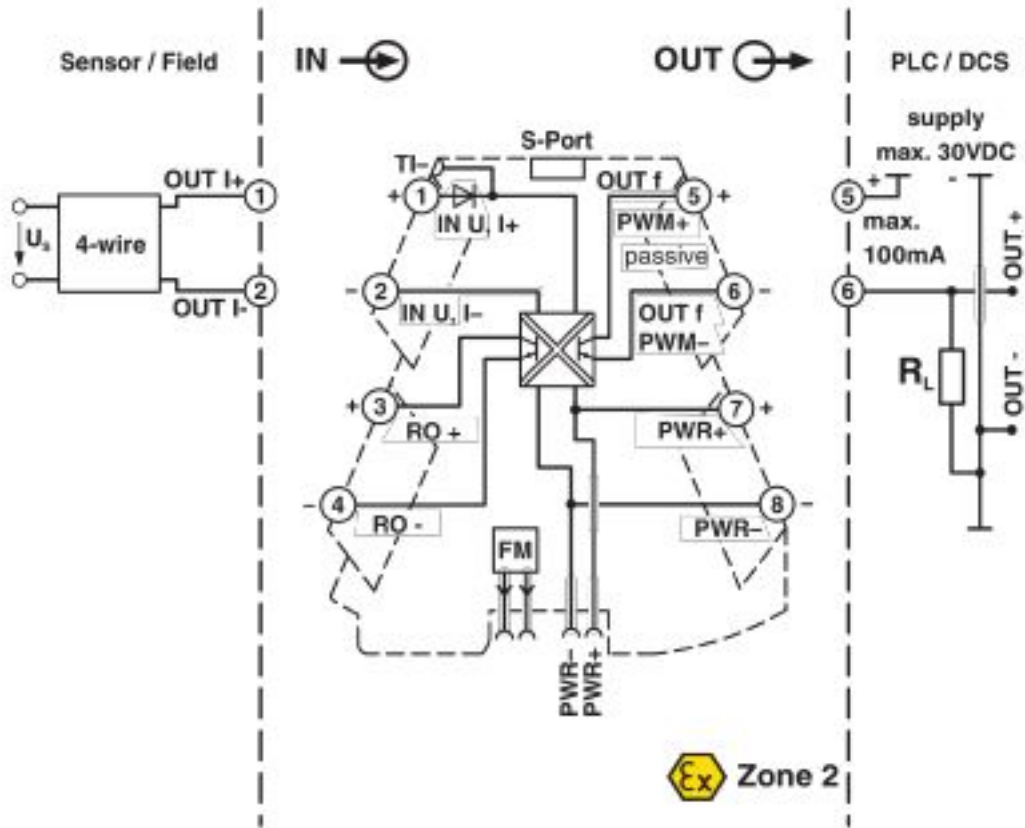 Sensor / Field
IN
OUT
PLC / DCS
supply
max. 30VDC
+ -
S-Port
TI-
OUT I+
1
+ 1
IN U, I+
OUT f
5 +
PWM+
passive
5
max.
100mA
Us
4-wire
2
OUT I-
- 2
IN U, I-
6 -
OUT f
PWM-
6
OUT +
RL
OUT -
+ 3
RO +
7 +
PWR+
- 4
RO -
8 -
PWR-
FM
PWR-
PWR+
Ex Zone 2